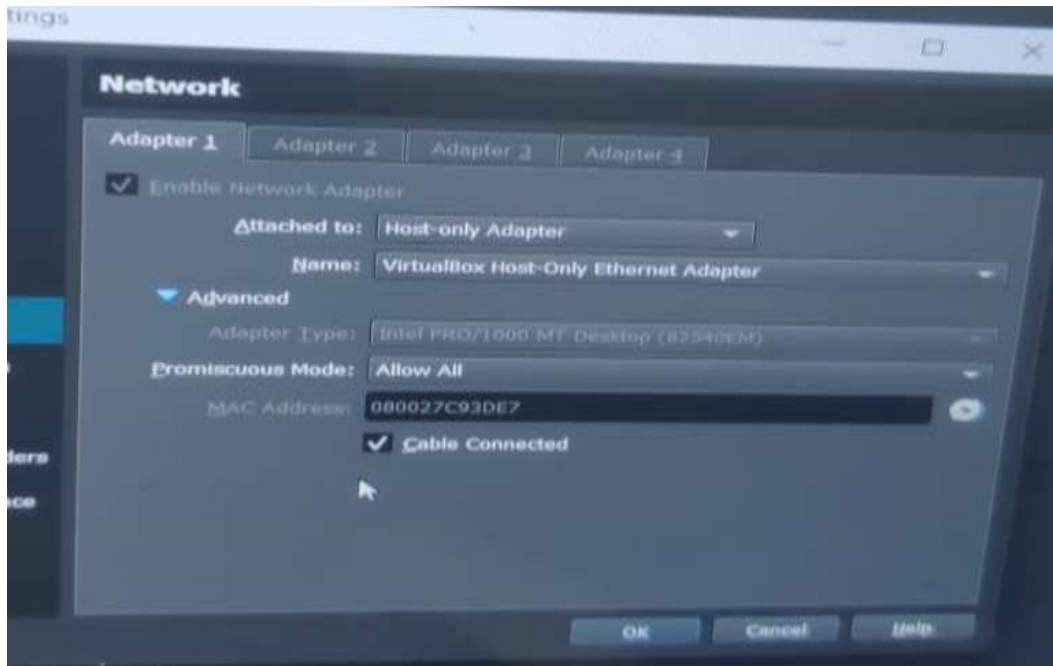 tings
Network
Adapter 1 Adapter 2 Adapter 3 Adapter 4
Enable Network Adapter
Attached to: Host-only Adapter
Name: VirtualBox Host-Only Ethernet Adapter
Advanced
Adapter Type: Intel PRO/1000 MT Desktop (82540EM)
Promiscuous Mode: Allow All
MAC Address: 080027C93DE7
Cable Connected
ders
ce
OK Cancel Help